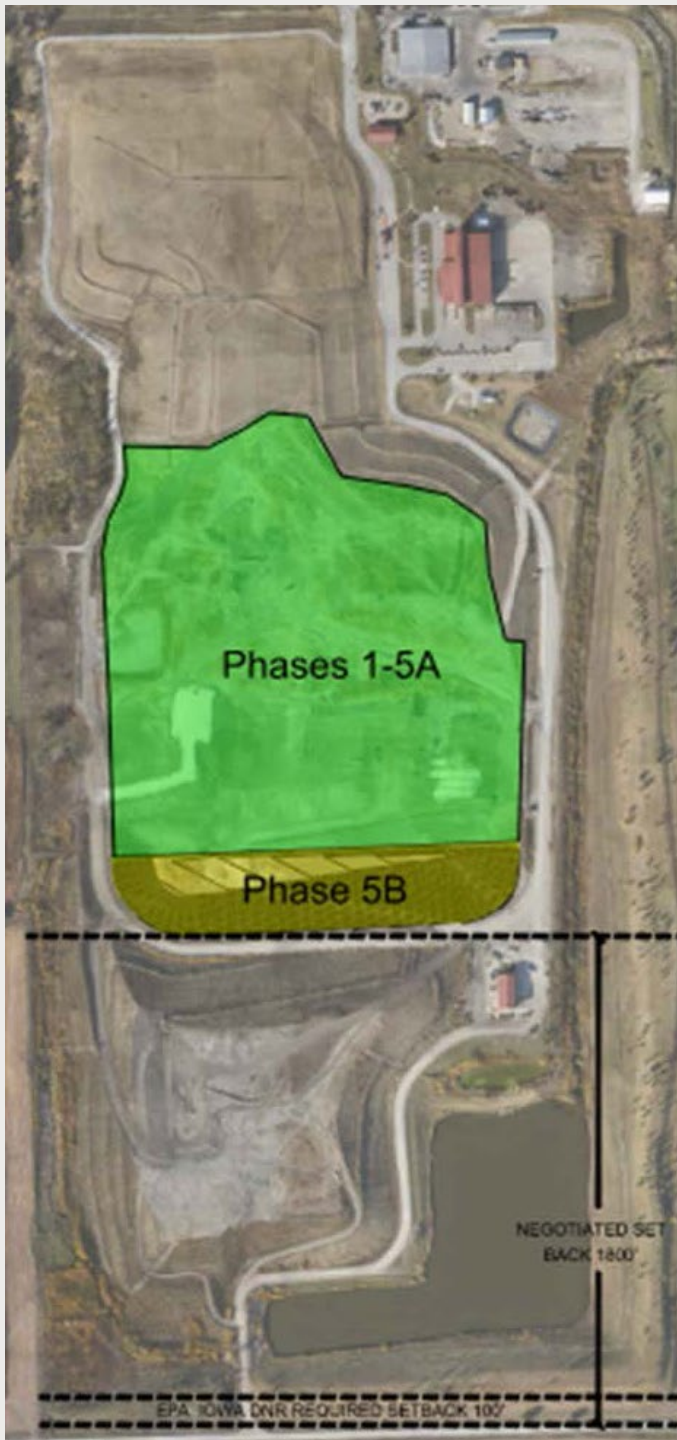 Phases 1-5A
Phase 5B
NEGOTIATED SET
BACK 1800'
EPA IOWA DNR REQUIRED SETBACK 100'